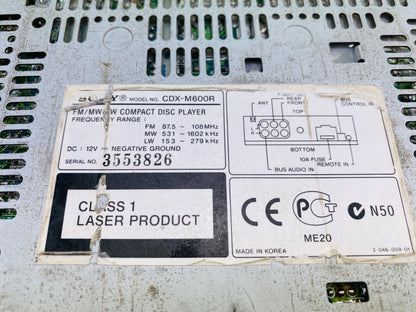 SONY® MODEL NO. CDX-M600R
FM/MW/LW COMPACT DISC PLAYER
FREQUENCY RANGE :
FM 87.5 ~ 108 MHz
MW 531 ~ 1602 kHz
LW 153 ~ 279 kHz
DC : 12V ⎓ NEGATIVE GROUND
SERIAL NO. 3553826
REAR
FRONT
ANT
TOP
BUS
CONTROL IN
L
R
BOTTOM
10A FUSE
REMOTE IN
BUS AUDIO IN
CLASS 1
LASER PRODUCT
CE
PCT
N50
ME20
MADE IN KOREA
3-046-059-01